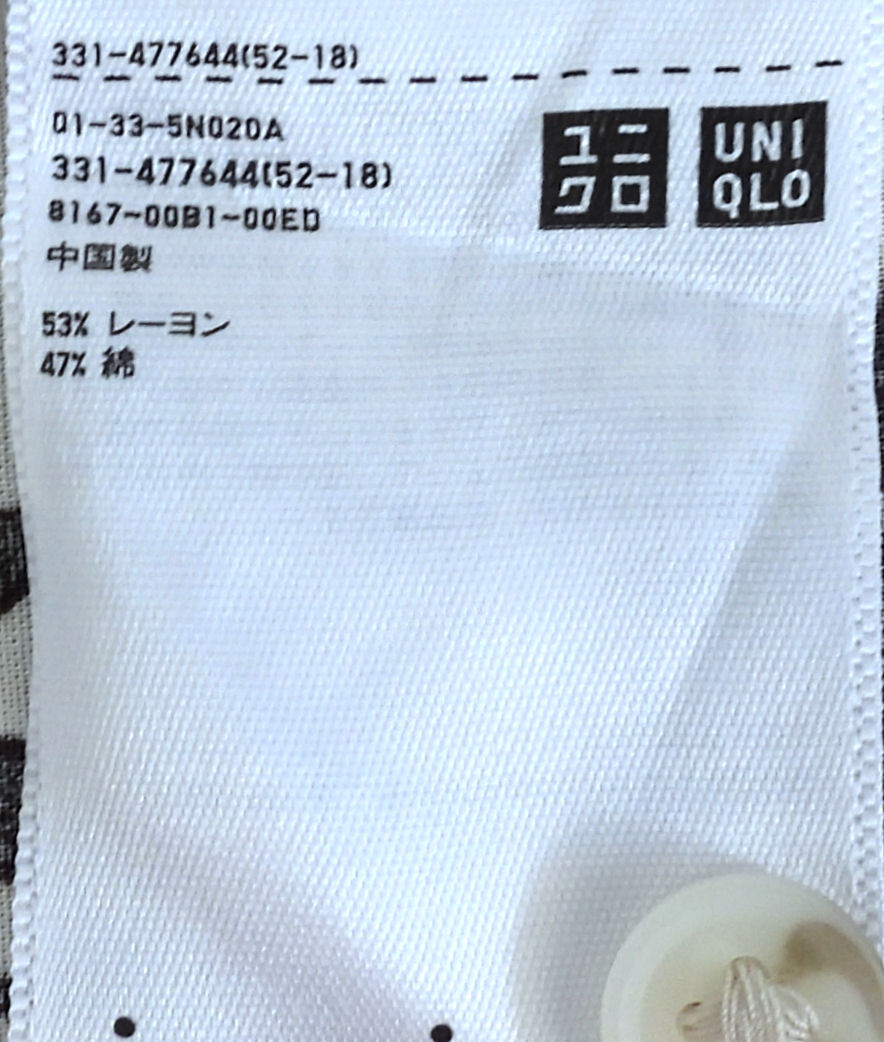 331-477644(52-18)
01-33-5N020A
331-477644(52-18)
8167-00B1-00ED
中国製
53% レーヨン
47% 綿
ユニ
クロ
UNI
QLO